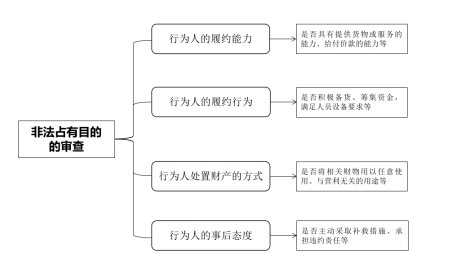 非法占有目的
的审查
行为人的履约能力
是否具有提供货物或服务的
能力、给付价款的能力等
行为人的履约行为
是否积极备货、筹集资金，
满足人员设备要求等
行为人处置财产的方式
是否将相关财物用以任意使
用、与营利无关的用途等
行为人的事后态度
是否主动采取补救措施、承
担违约责任等